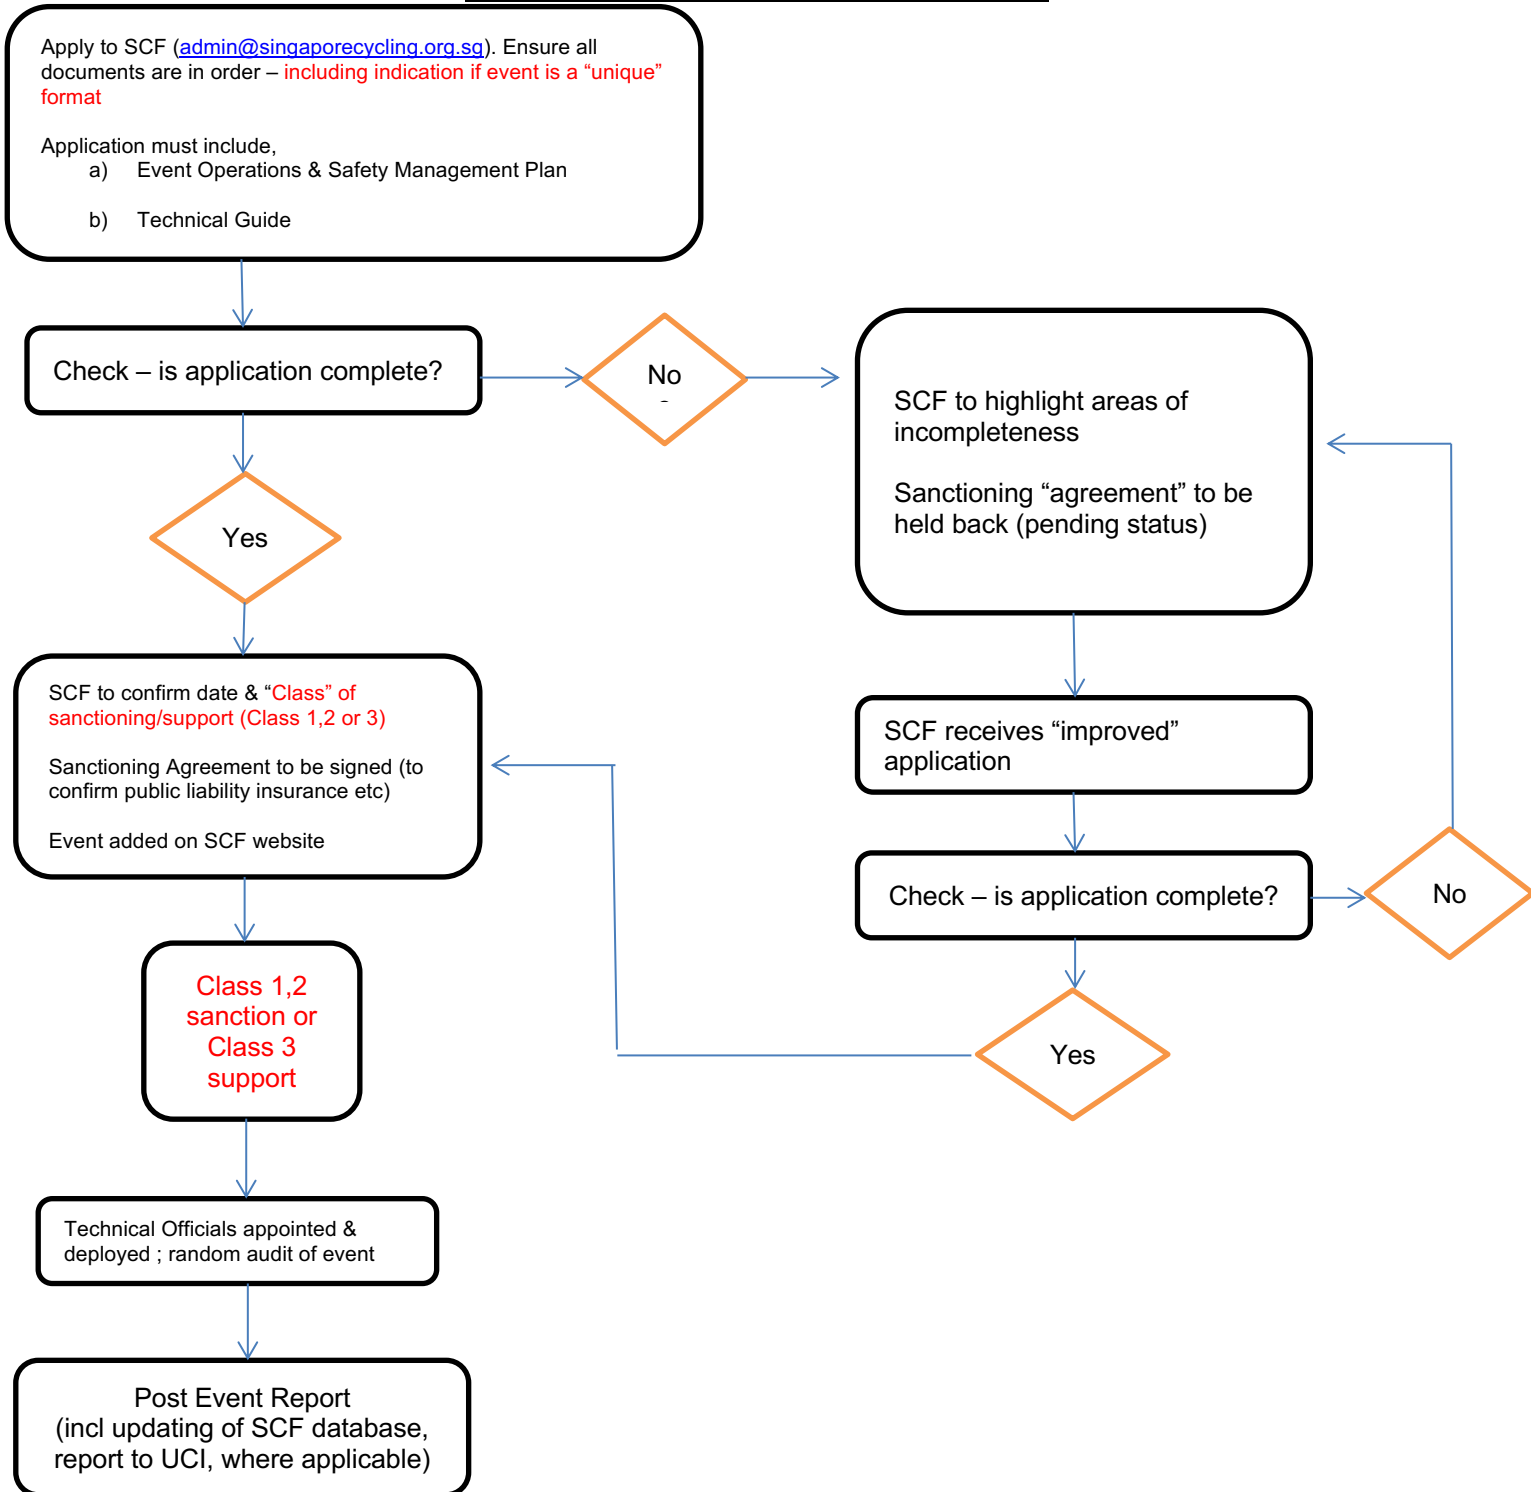 Apply to SCF (admin@singaporecycling.org.sg). Ensure all
documents are in order – including indication if event is a “unique”
format
Application must include,
a) Event Operations & Safety Management Plan
b) Technical Guide
Check – is application complete?
No
SCF to highlight areas of
incompleteness
Sanctioning “agreement” to be
held back (pending status)
Yes
SCF to confirm date & “Class” of
sanctioning/support (Class 1,2 or 3)
Sanctioning Agreement to be signed (to
confirm public liability insurance etc)
Event added on SCF website
SCF receives “improved”
application
Check – is application complete?
No
Yes
Class 1,2
sanction or
Class 3
support
Technical Officials appointed &
deployed ; random audit of event
Post Event Report
(incl updating of SCF database,
report to UCI, where applicable)